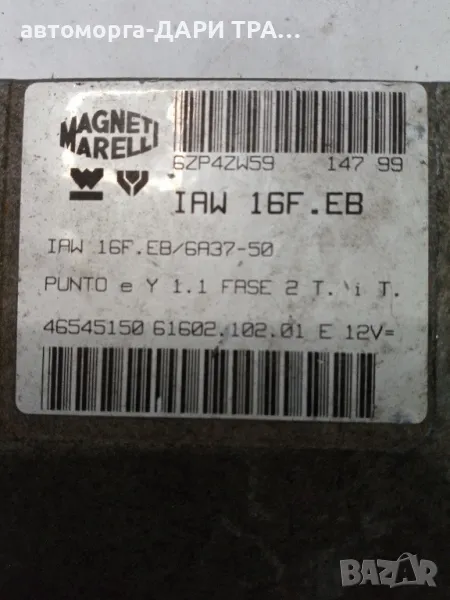 автоморга-ДАРИ ТРА...
MAGNETI
MARELLI
6ZP4ZW59 147 99
IAW 16F.EB
IAW 16F.EB/6A37-50
PUNTO e Y 1.1 FASE 2 T. i T.
46545150 61602.102.01 E 12V=
BAZAR